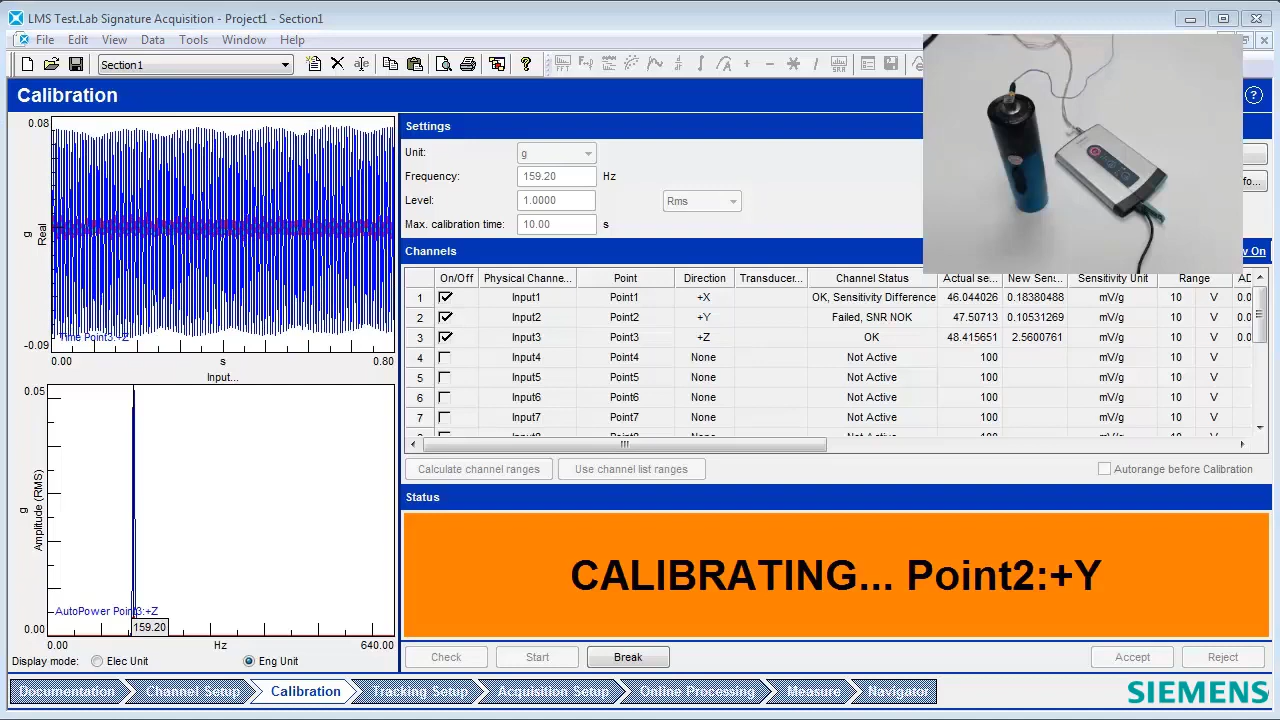 LMS Test.Lab Signature Acquisition - Project1 - Section1
File Edit View Data Tools Window Help
Section1
Calibration
0.08
g
Real
-0.09
Time Point3:+Z
0.00 s 0.80
Input...
0.05
g
Amplitude (RMS)
0.00
AutoPower Point3:+Z
159.20
0.00 Hz 640.00
Display mode: Elec Unit Eng Unit
Settings
Unit: g
Frequency: 159.20 Hz
Level: 1.0000 Rms
Max. calibration time: 10.00 s
Channels
On/Off Physical Channe... Point Direction Transducer... Channel Status Actual se... New Sensi... Sensitivity Unit Range
1 Input1 Point1 +X OK, Sensitivity Difference 46.044026 0.18380488 mV/g 10 V 0.0
2 Input2 Point2 +Y Failed, SNR NOK 47.50713 0.10531269 mV/g 10 V
3 Input3 Point3 +Z OK 48.415651 2.5600761 mV/g 10 V 0.0
4 Input4 Point4 None Not Active 100 mV/g 10 V
5 Input5 Point5 None Not Active 100 mV/g 10 V
6 Input6 Point6 None Not Active 100 mV/g 10 V
7 Input7 Point7 None Not Active 100 mV/g 10 V
Calculate channel ranges Use channel list ranges Autorange before Calibration
Status
CALIBRATING... Point2:+Y
Check Start Break Accept Reject
Documentation Channel Setup Calibration Tracking Setup Acquisition Setup Online Processing Measure Navigator
SIEMENS